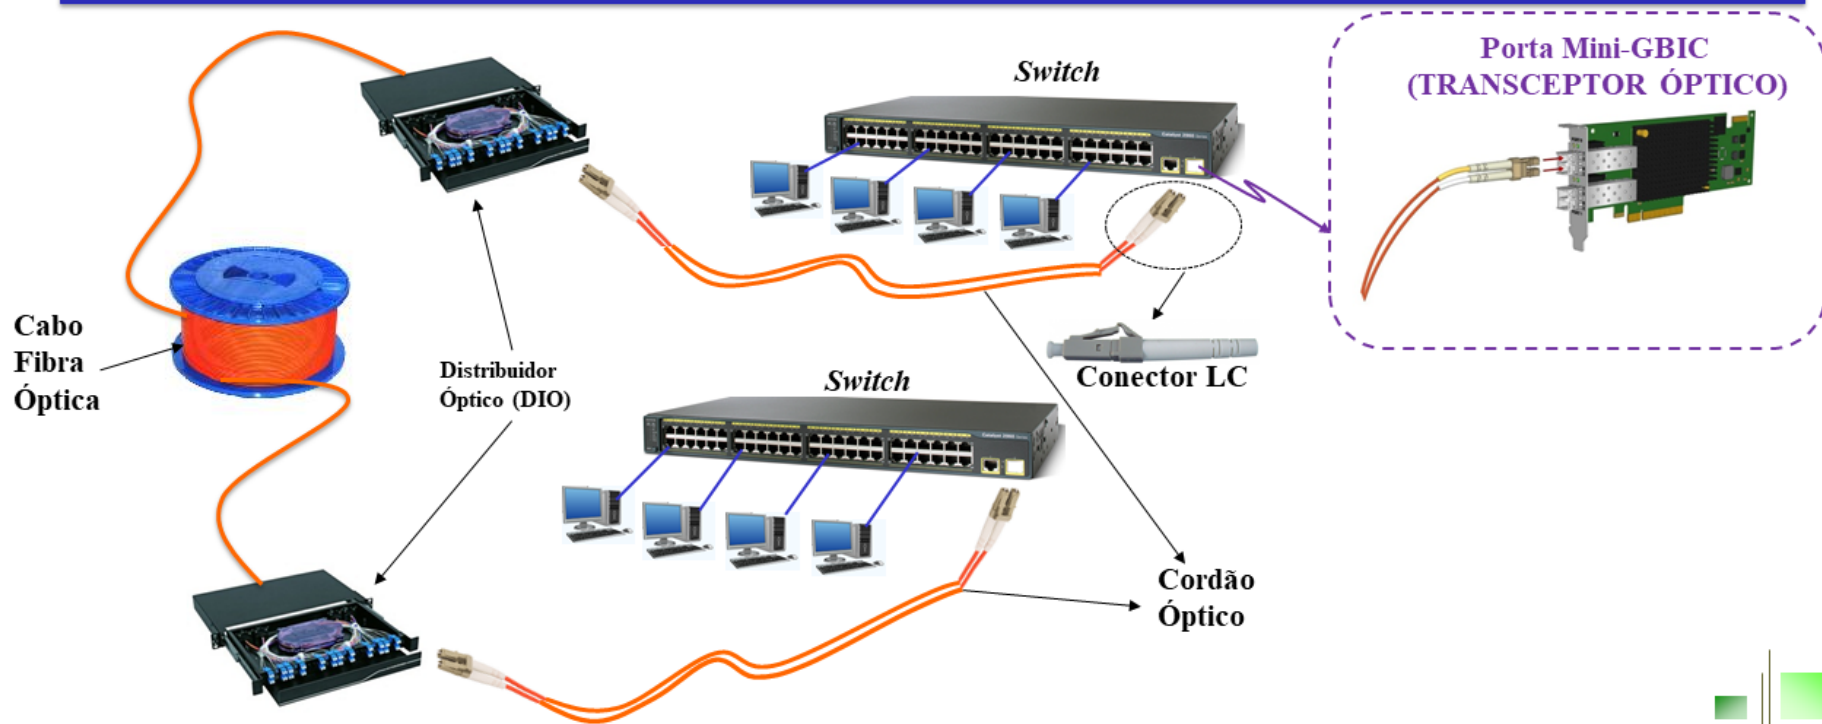 Porta Mini-GBIC
(TRANSCEPTOR ÓPTICO)
Switch
Cabo
Fibra
Óptica
Distribuidor
Óptico (DIO)
Conector LC
Switch
Cordão
Óptico